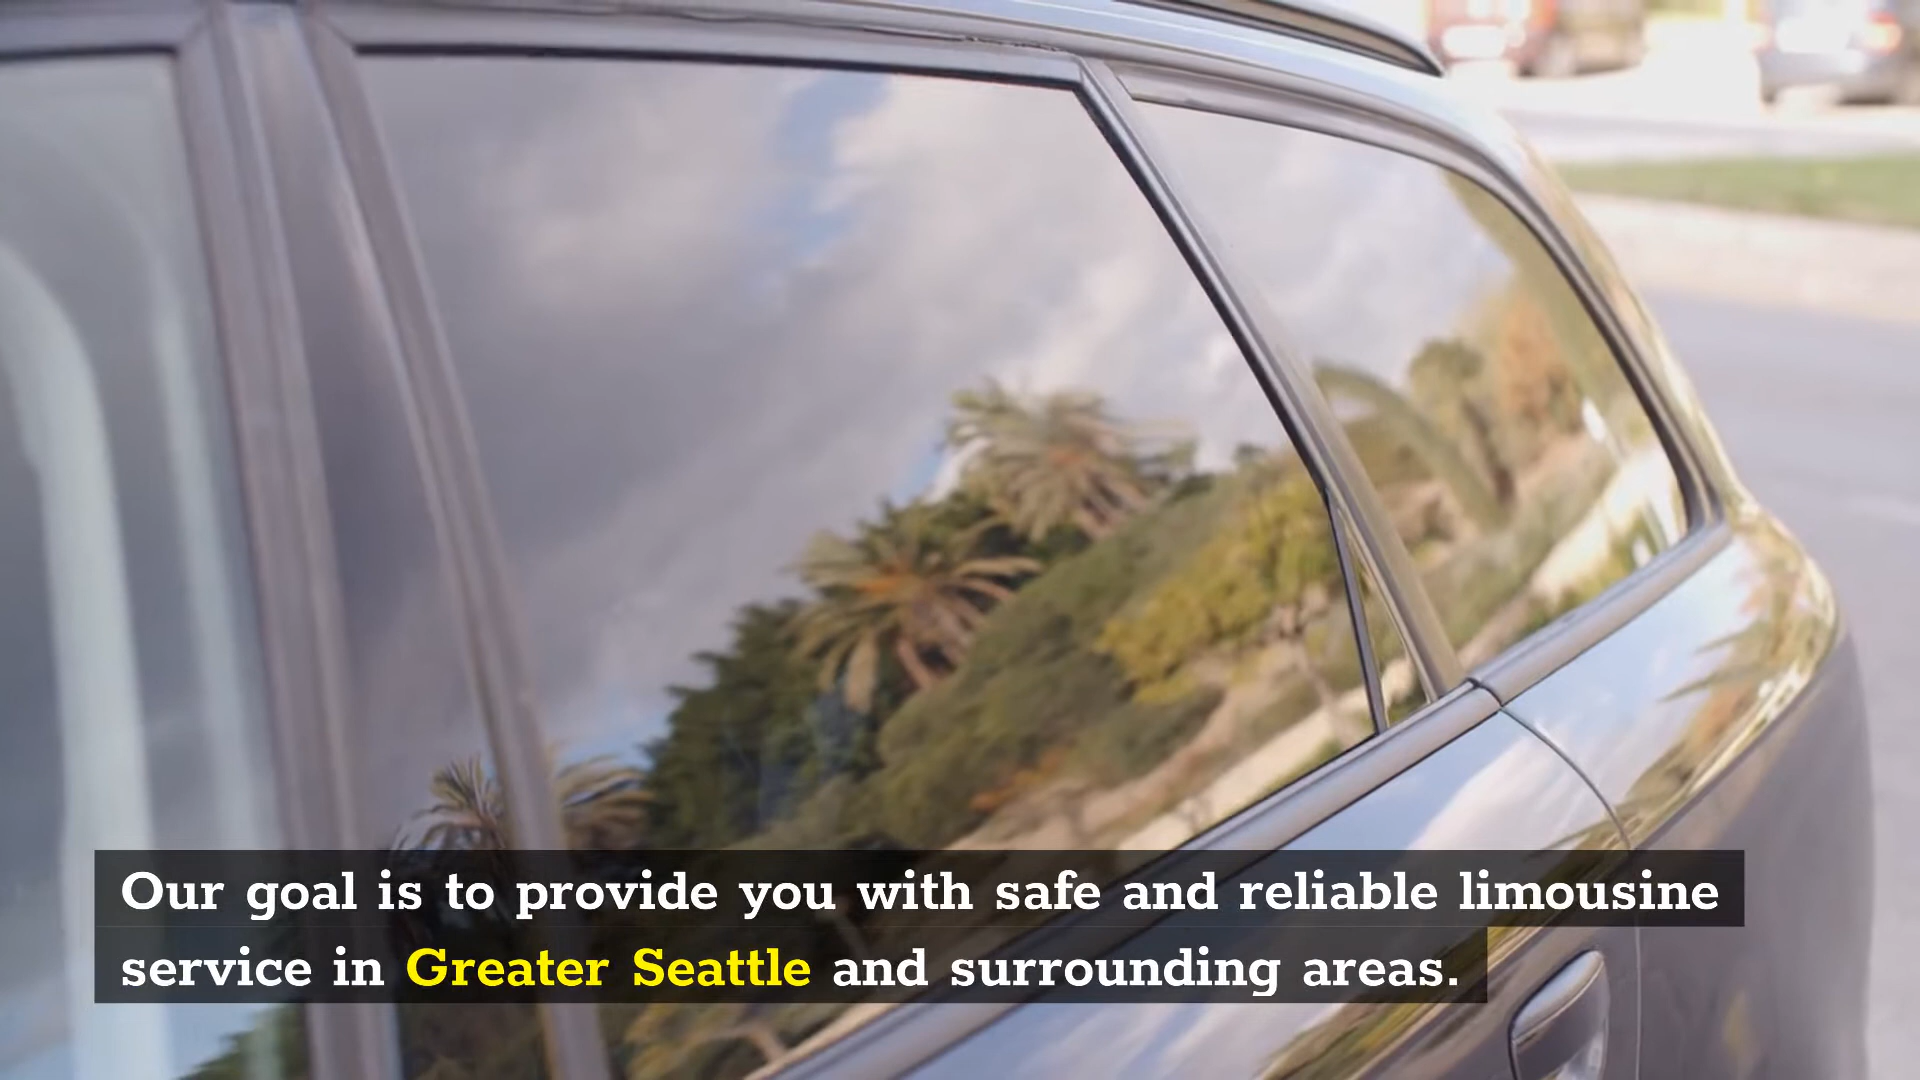 Our goal is to provide you with safe and reliable limousine
service in Greater Seattle and surrounding areas.